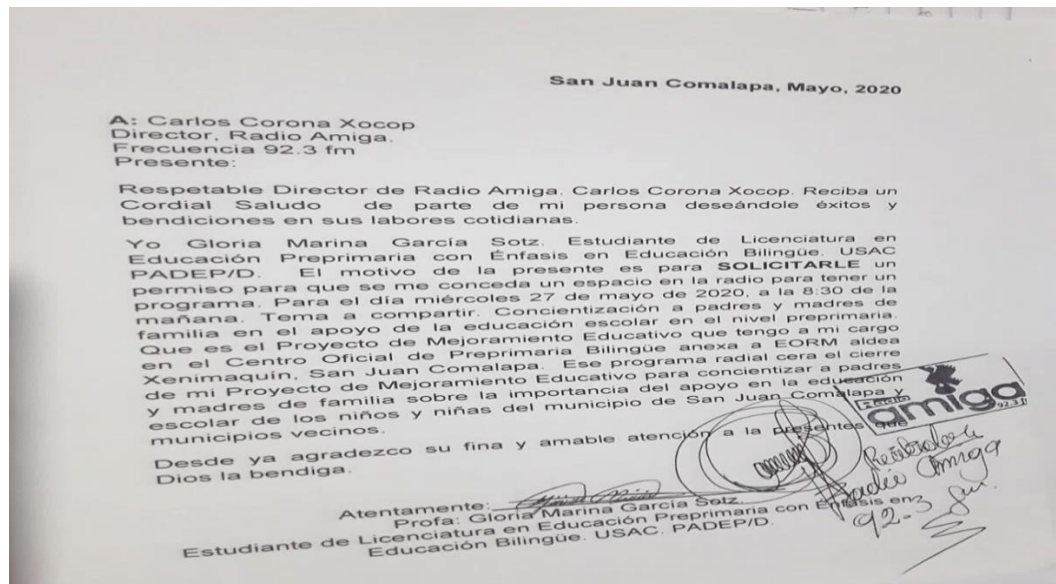 San Juan Comalapa, Mayo, 2020
A: Carlos Corona Xocop
Director, Radio Amiga.
Frecuencia 92.3 fm
Presente:
Respetable Director de Radio Amiga. Carlos Corona Xocop. Reciba un
Cordial Saludo de parte de mi persona deseándole éxitos y
bendiciones en sus labores cotidianas.
Yo Gloria Marina García Sotz. Estudiante de Licenciatura en
Educación Preprimaria con Énfasis en Educación Bilingüe. USAC
PADEP/D. El motivo de la presente es para SOLICITARLE un
permiso para que se me conceda un espacio en la radio para tener un
programa. Para el día miércoles 27 de mayo de 2020, a la 8:30 de la
mañana. Tema a compartir. Concientización a padres y madres de
familia en el apoyo de la educación escolar en el nivel preprimaria.
Que es el Proyecto de Mejoramiento Educativo que tengo a mi cargo
en el Centro Oficial de Preprimaria Bilingüe anexa a EORM aldea
Xenimaquín, San Juan Comalapa. Ese programa radial cera el cierre
de mi Proyecto de Mejoramiento Educativo para concientizar a padres
y madres de familia sobre la importancia del apoyo en la educación
escolar de los niños y niñas del municipio de San Juan Comalapa y
municipios vecinos.
Desde ya agradezco su fina y amable atención a la presentes que
Dios la bendiga.
amiga
92.3
Radio Amiga
92-3
Atentamente:
Profa: Gloria Marina García Sotz.
Estudiante de Licenciatura en Educación Preprimaria con Énfasis en
Educación Bilingüe. USAC. PADEP/D.